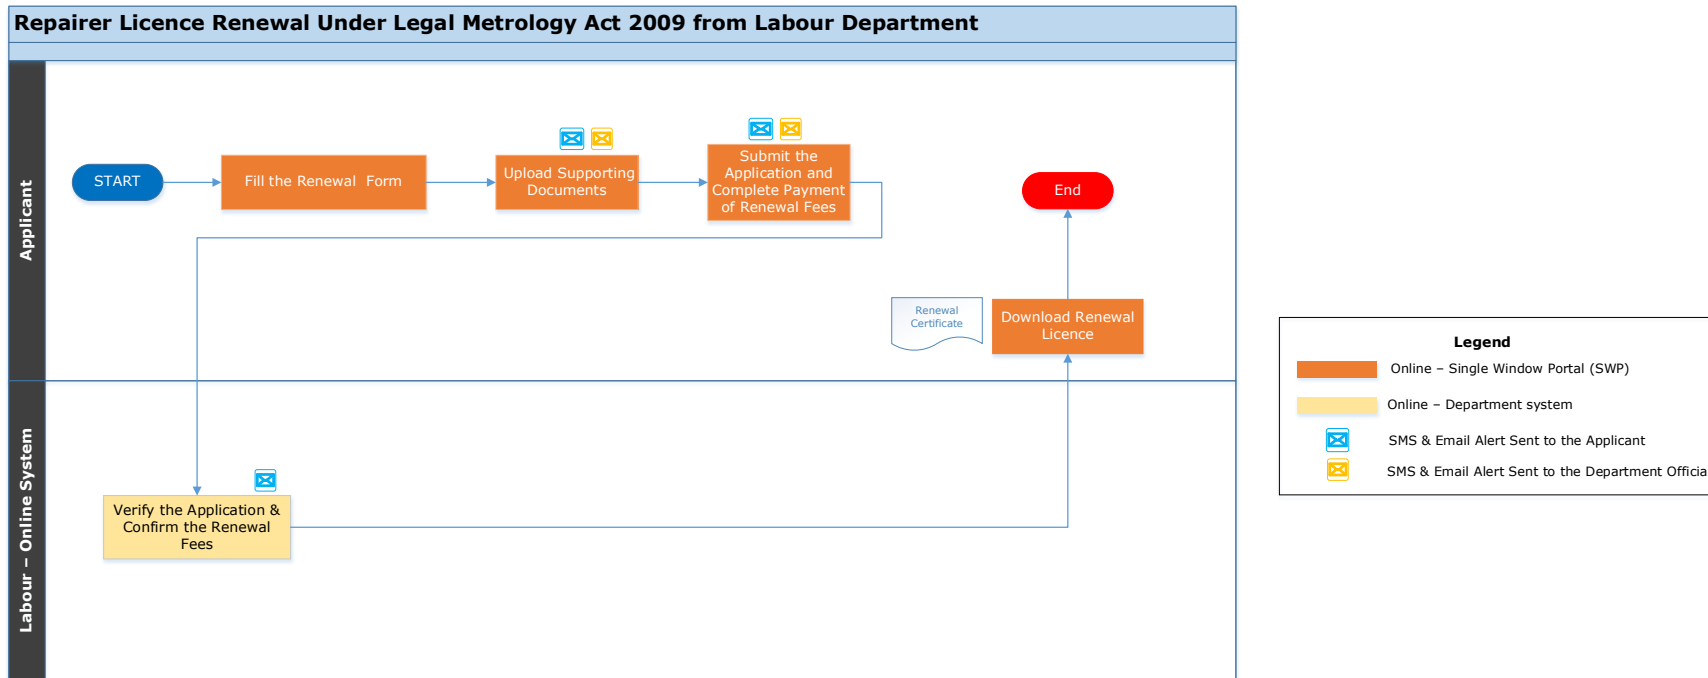 Repairer Licence Renewal Under Legal Metrology Act 2009 from Labour Department
Applicant
START
Fill the Renewal  Form
Upload Supporting
Documents
Submit the
Application and
Complete Payment
of Renewal Fees
End
Renewal
Certificate
Download Renewal
Licence
Labour – Online System
Verify the Application &
Confirm the Renewal
Fees
Legend
Online – Single Window Portal (SWP)
Online – Department system
SMS & Email Alert Sent to the Applicant
SMS & Email Alert Sent to the Department Officia